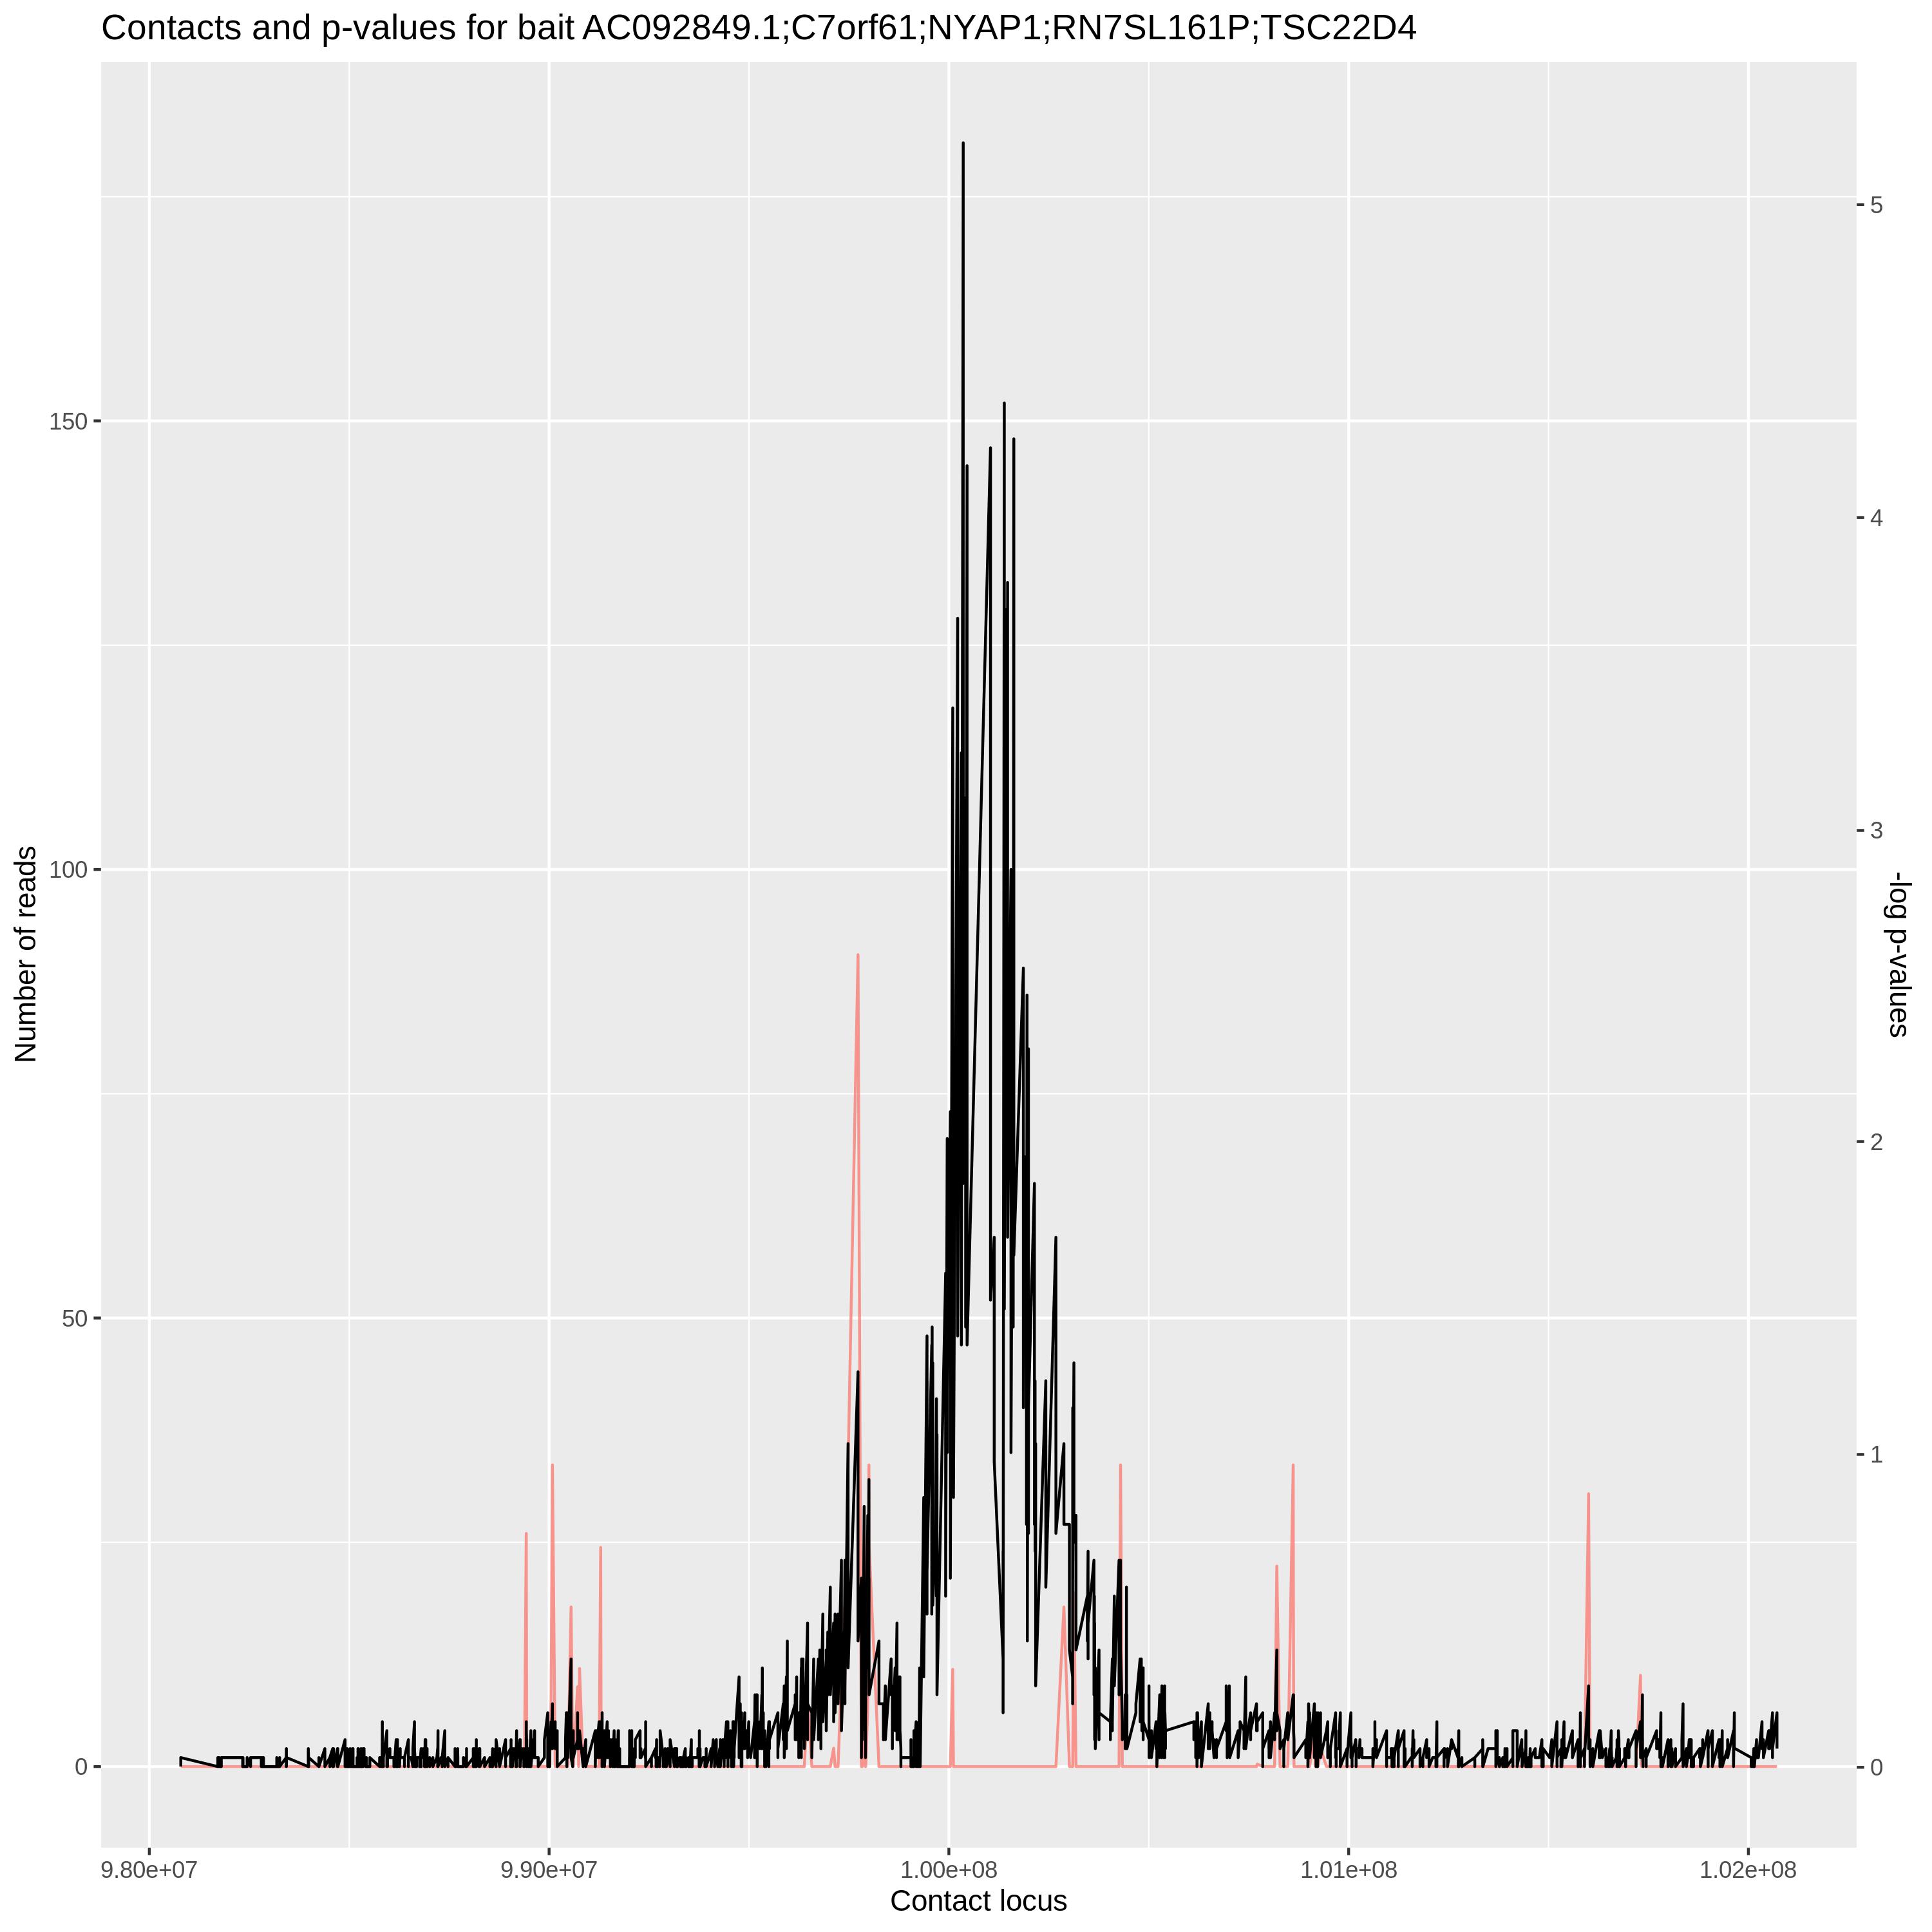 Contacts and p-values for bait AC092849.1;C7orf61;NYAP1;RN7SL161P;TSC22D4
150
100
50
0
Number of reads
5
4
3
2
1
0
-log p-values
9.80e+07 9.90e+07 1.00e+08 1.01e+08 1.02e+08
Contact locus